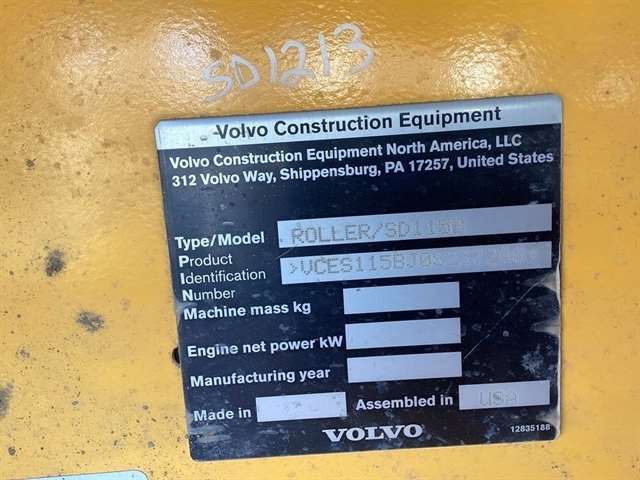 SD1213
Volvo Construction Equipment
Volvo Construction Equipment North America, LLC
312 Volvo Way, Shippensburg, PA 17257, United States
Type/Model ROLLER/SD115B
Product
Identification
Number
Machine mass kg
Engine net power kW
Manufacturing year
Made in
Assembled in USA
VOLVO
12835188